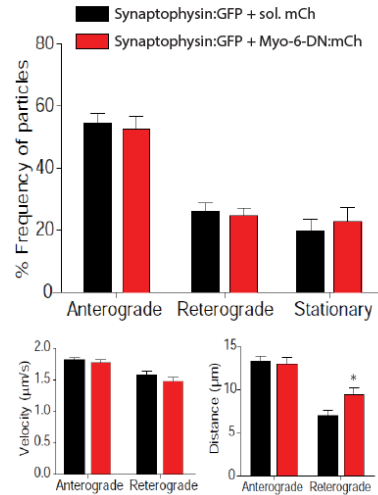 Synaptophysin:GFP + sol. mCh
Synaptophysin:GFP + Myo-6-DN:mCh
% Frequency of particles
80
60
40
20
0
Anterograde Reterograde Stationary
Velocity (µm/s)
2.0
1.5
1.0
0.5
0.0
Anterograde Reterograde
Distance (µm)
15
10
5
0
*
Anterograde Reterograde